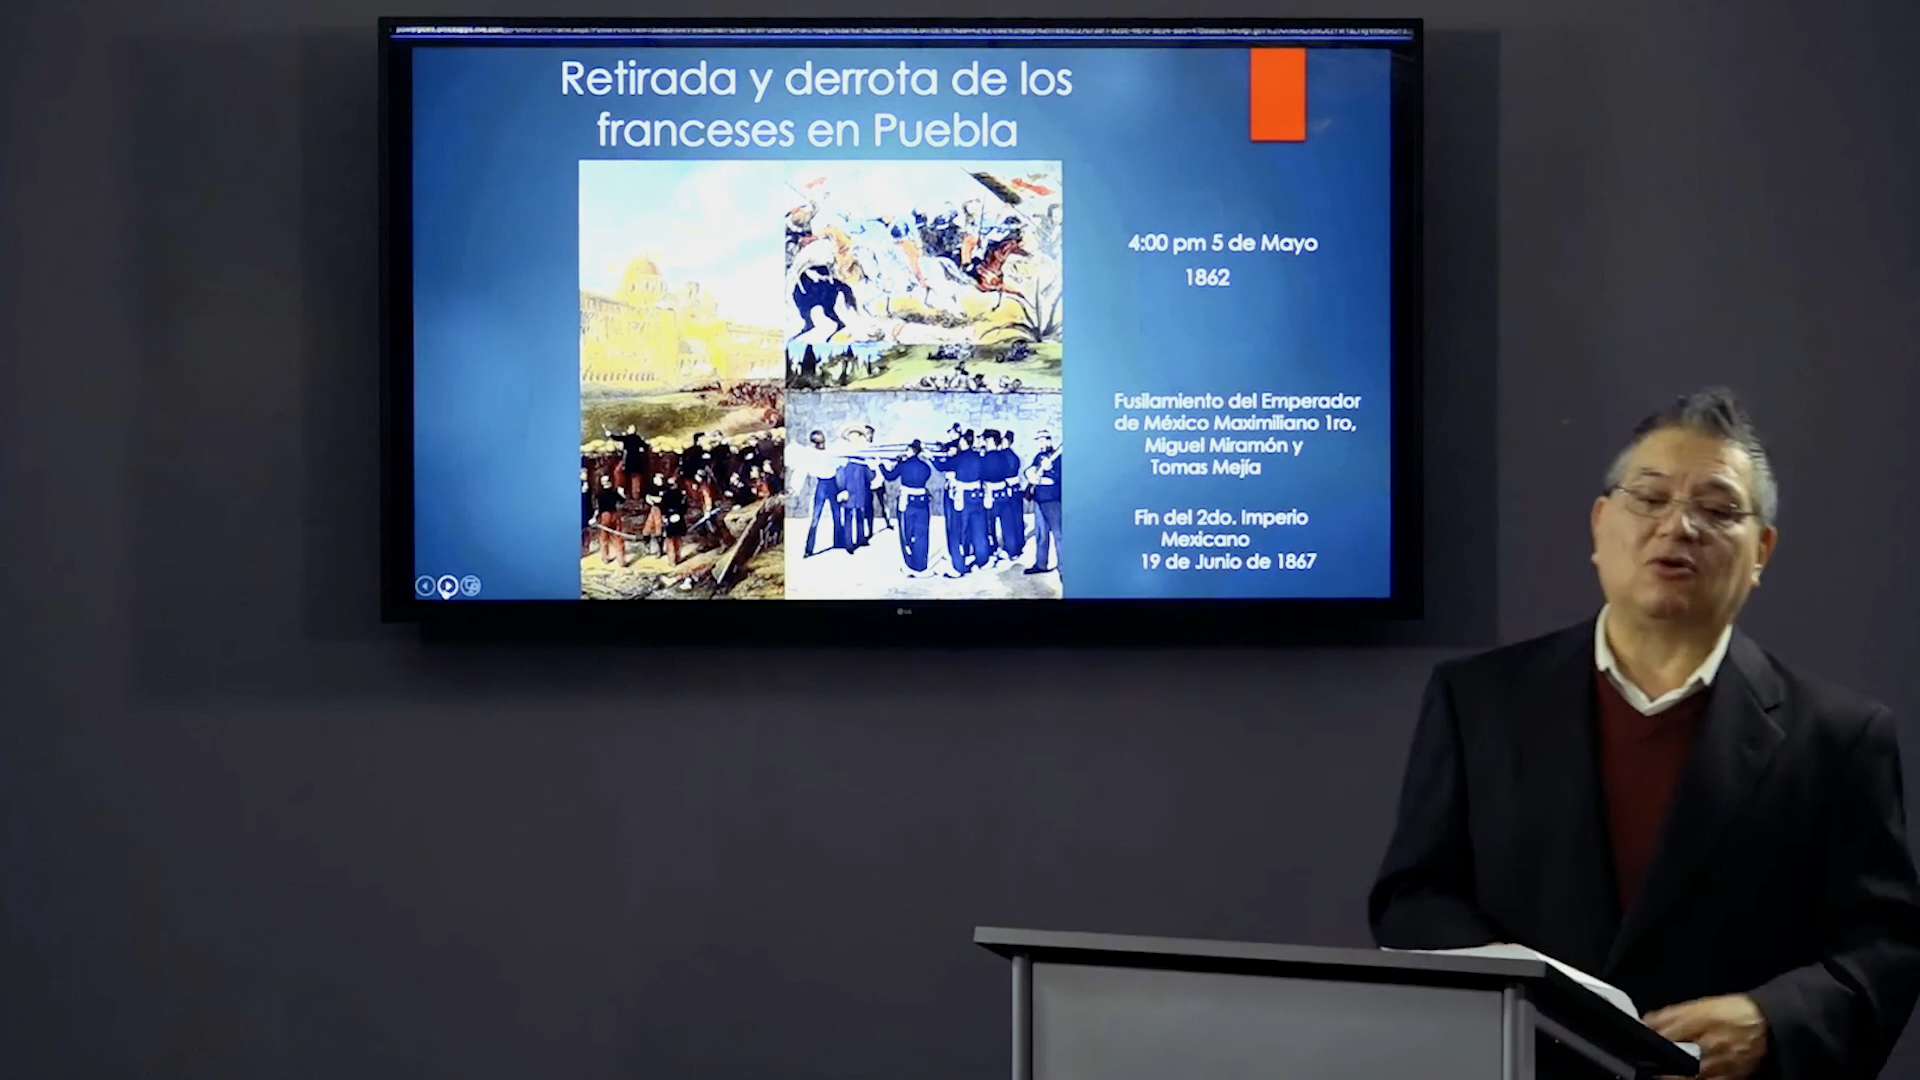 Retirada y derrota de los
franceses en Puebla
4:00 pm 5 de Mayo
1862
Fusilamiento del Emperador
de México Maximiliano 1ro,
Miguel Miramón y
Tomas Mejía
Fin del 2do. Imperio
Mexicano
19 de Junio de 1867
LG